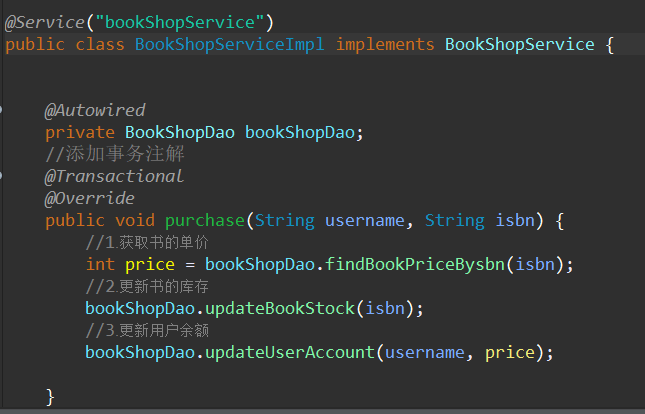 @Service("bookShopService")
public class BookShopServiceImpl implements BookShopService {
@Autowired
private BookShopDao bookShopDao;
//添加事务注解
@Transactional
@Override
public void purchase(String username, String isbn) {
//1.获取书的单价
int price = bookShopDao.findBookPriceBysbn(isbn);
//2.更新书的库存
bookShopDao.updateBookStock(isbn);
//3.更新用户余额
bookShopDao.updateUserAccount(username, price);
}